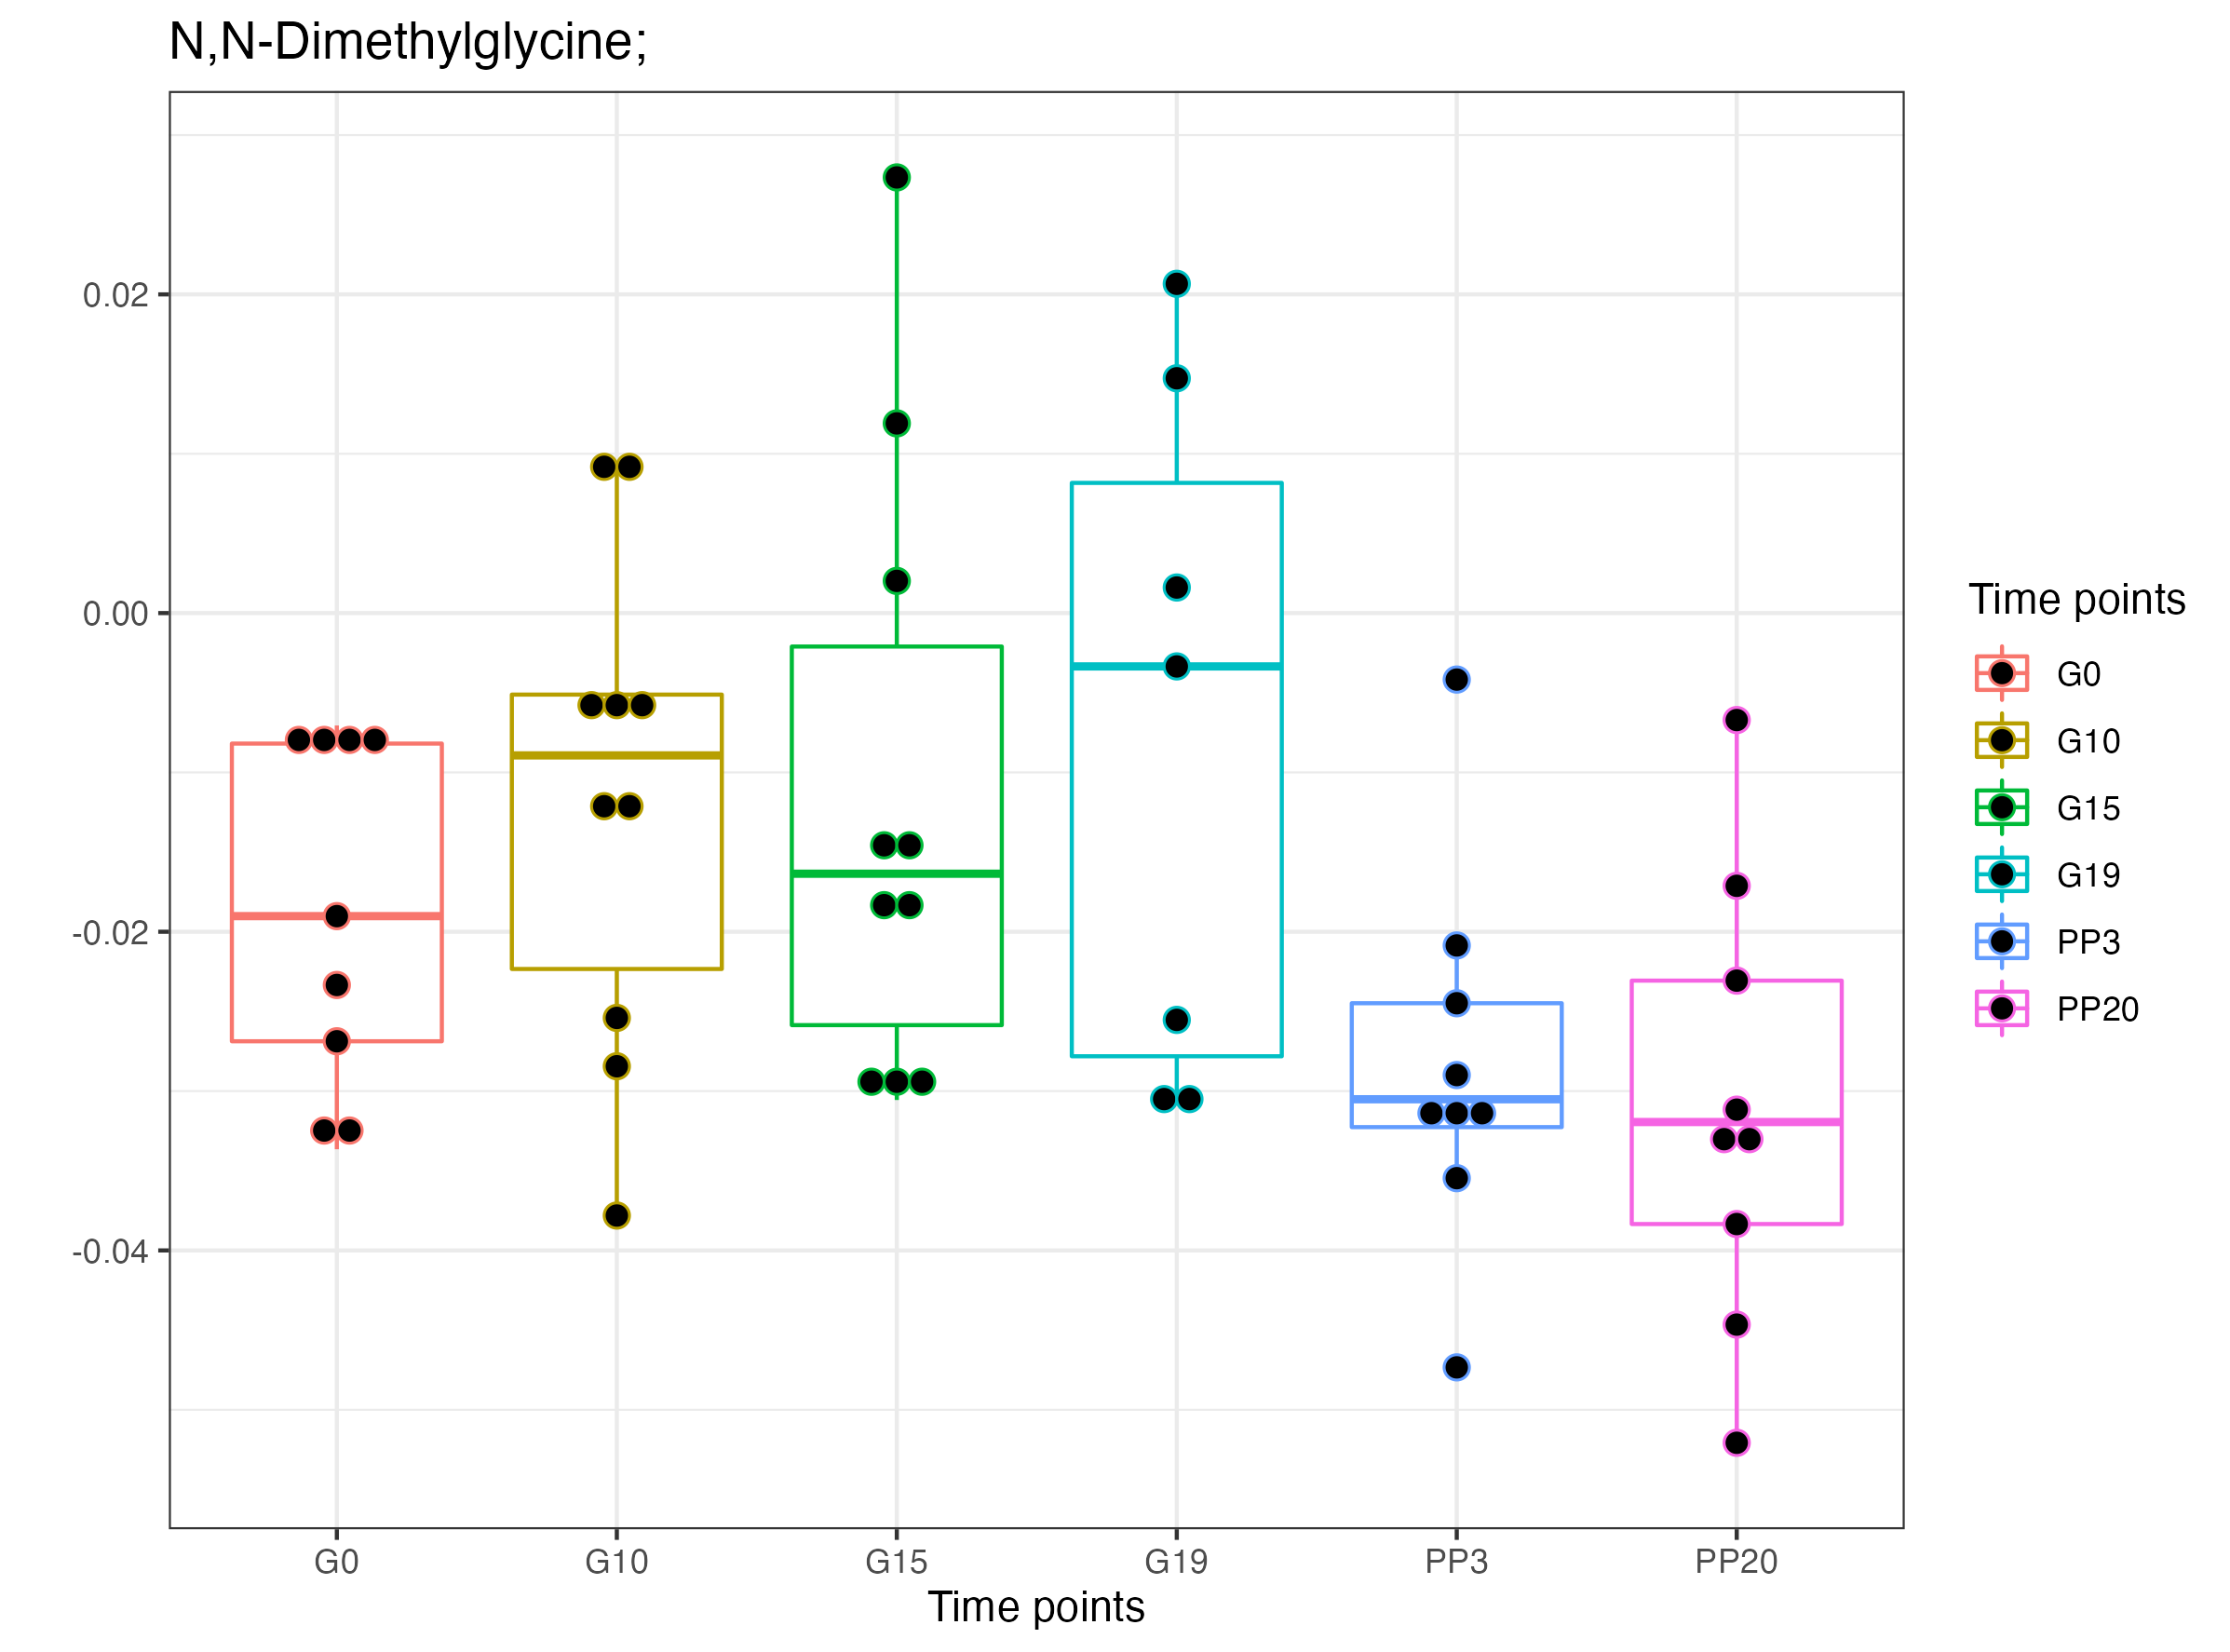 N,N-Dimethylglycine;
0.02
0.00
-0.02
-0.04
G0 G10 G15 G19 PP3 PP20
Time points
Time points
G0
G10
G15
G19
PP3
PP20